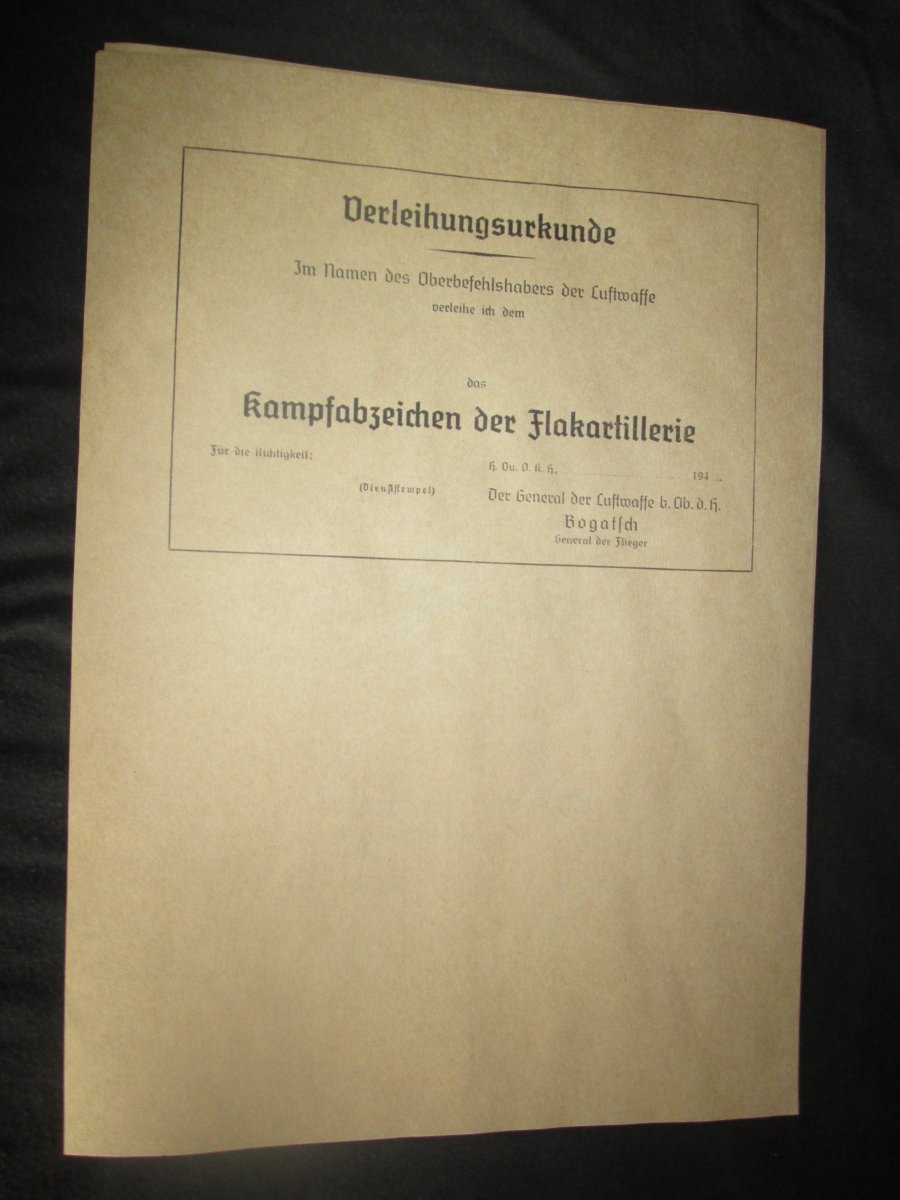 Verleihungsurkunde
Im Namen des Oberbefehlshabers der Luftwaffe
verleihe ich dem
das
Kampfabzeichen der Flakartillerie
Für die Richtigkeit:
(Dienststempel)
H. Qu. O. K. H., 194
Der General der Luftwaffe b. Ob. d. H.
Bogatsch
General der Flieger